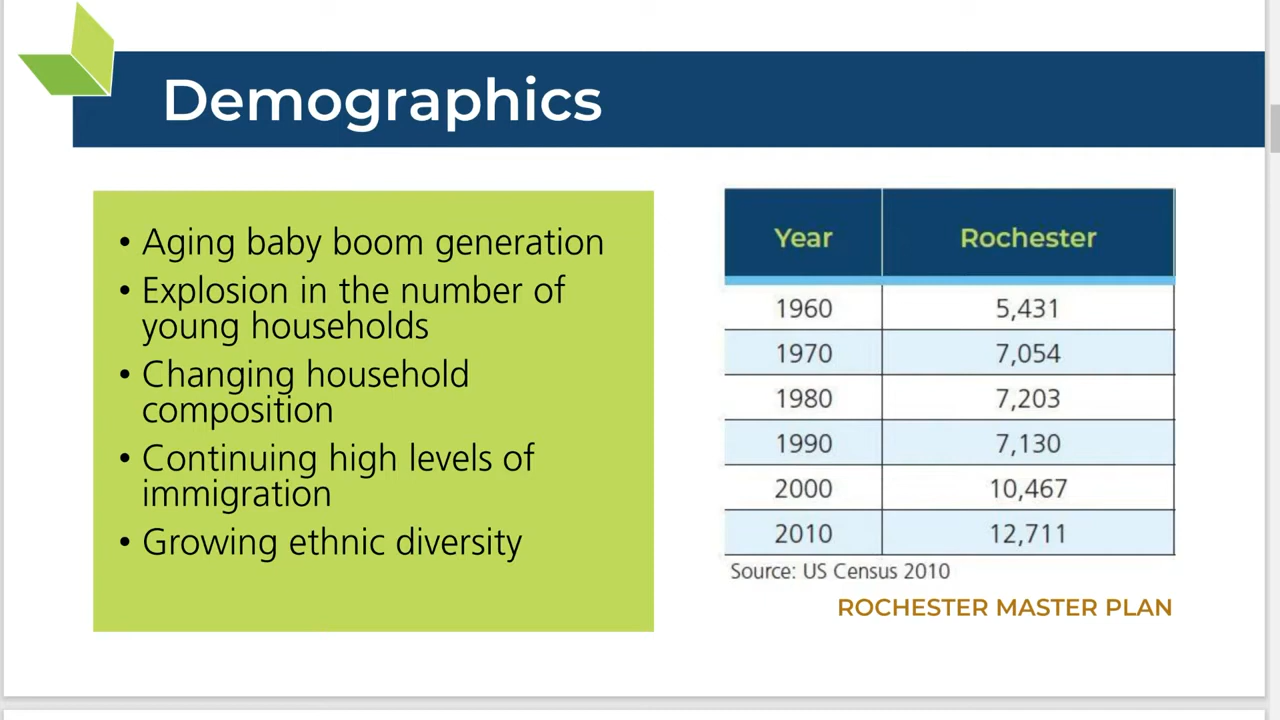 Demographics
• Aging baby boom generation
• Explosion in the number of
young households
• Changing household
composition
• Continuing high levels of
immigration
• Growing ethnic diversity
Year Rochester
1960 5,431
1970 7,054
1980 7,203
1990 7,130
2000 10,467
2010 12,711
Source: US Census 2010
ROCHESTER MASTER PLAN